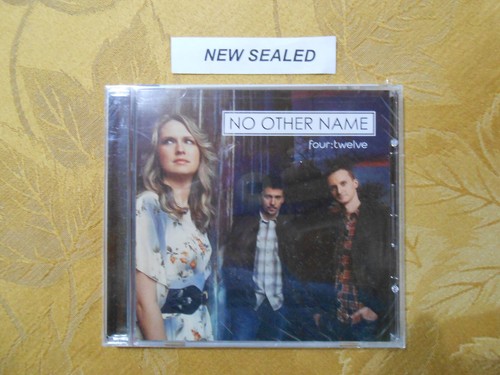 NEW SEALED
NO OTHER NAME
four:twelve